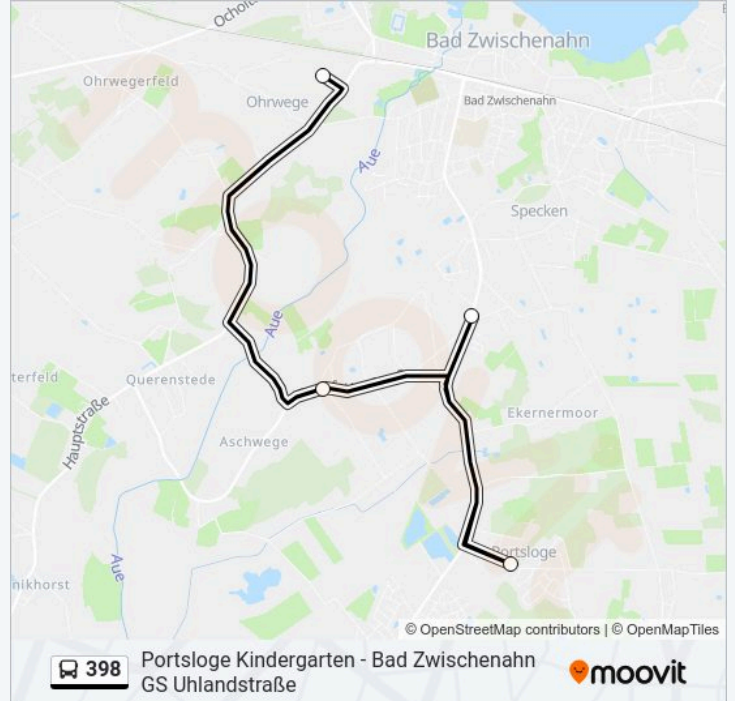 Ochol
Bad Zwischenahn
Ohrwegerfeld
Ohrwege
Bad Zwischenahn
Aue
Specken
Aue
terfeld
Querenstede
Hauptstraße
Ekernermoor
Aschwege
Portsloge
Aue
nikhorst
© OpenStreetMap contributors | © OpenMapTiles
398
Portsloge Kindergarten - Bad Zwischenahn
GS Uhlandstraße
moovit